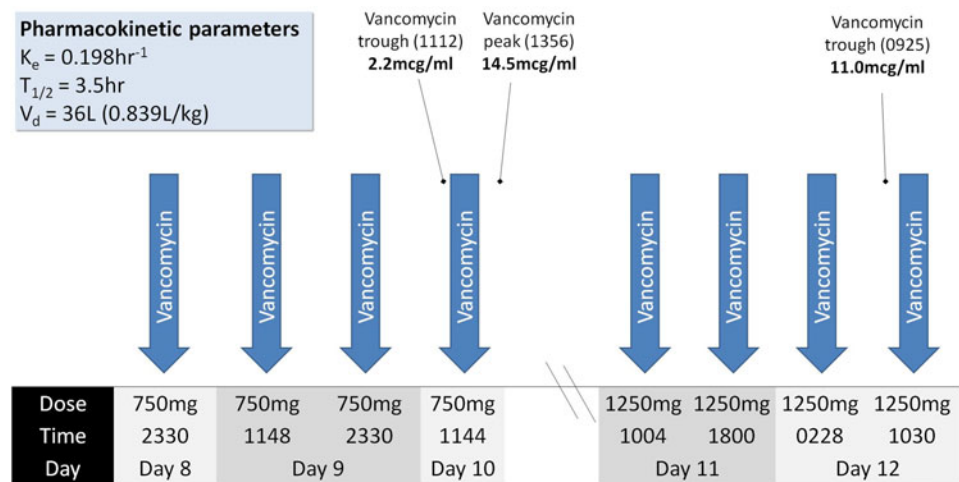 Pharmacokinetic parameters
Kₑ = 0.198hr⁻¹
T₁/₂ = 3.5hr
V_d = 36L (0.839L/kg)
Vancomycin
trough (1112)
2.2mcg/ml
Vancomycin
peak (1356)
14.5mcg/ml
Vancomycin
trough (0925)
11.0mcg/ml
Vancomycin
Vancomycin
Vancomycin
Vancomycin
Vancomycin
Vancomycin
Vancomycin
Vancomycin
Dose 750mg 750mg 750mg 750mg 1250mg 1250mg 1250mg 1250mg
Time 2330 1148 2330 1144 1004 1800 0228 1030
Day Day 8 Day 9 Day 10 Day 11 Day 12